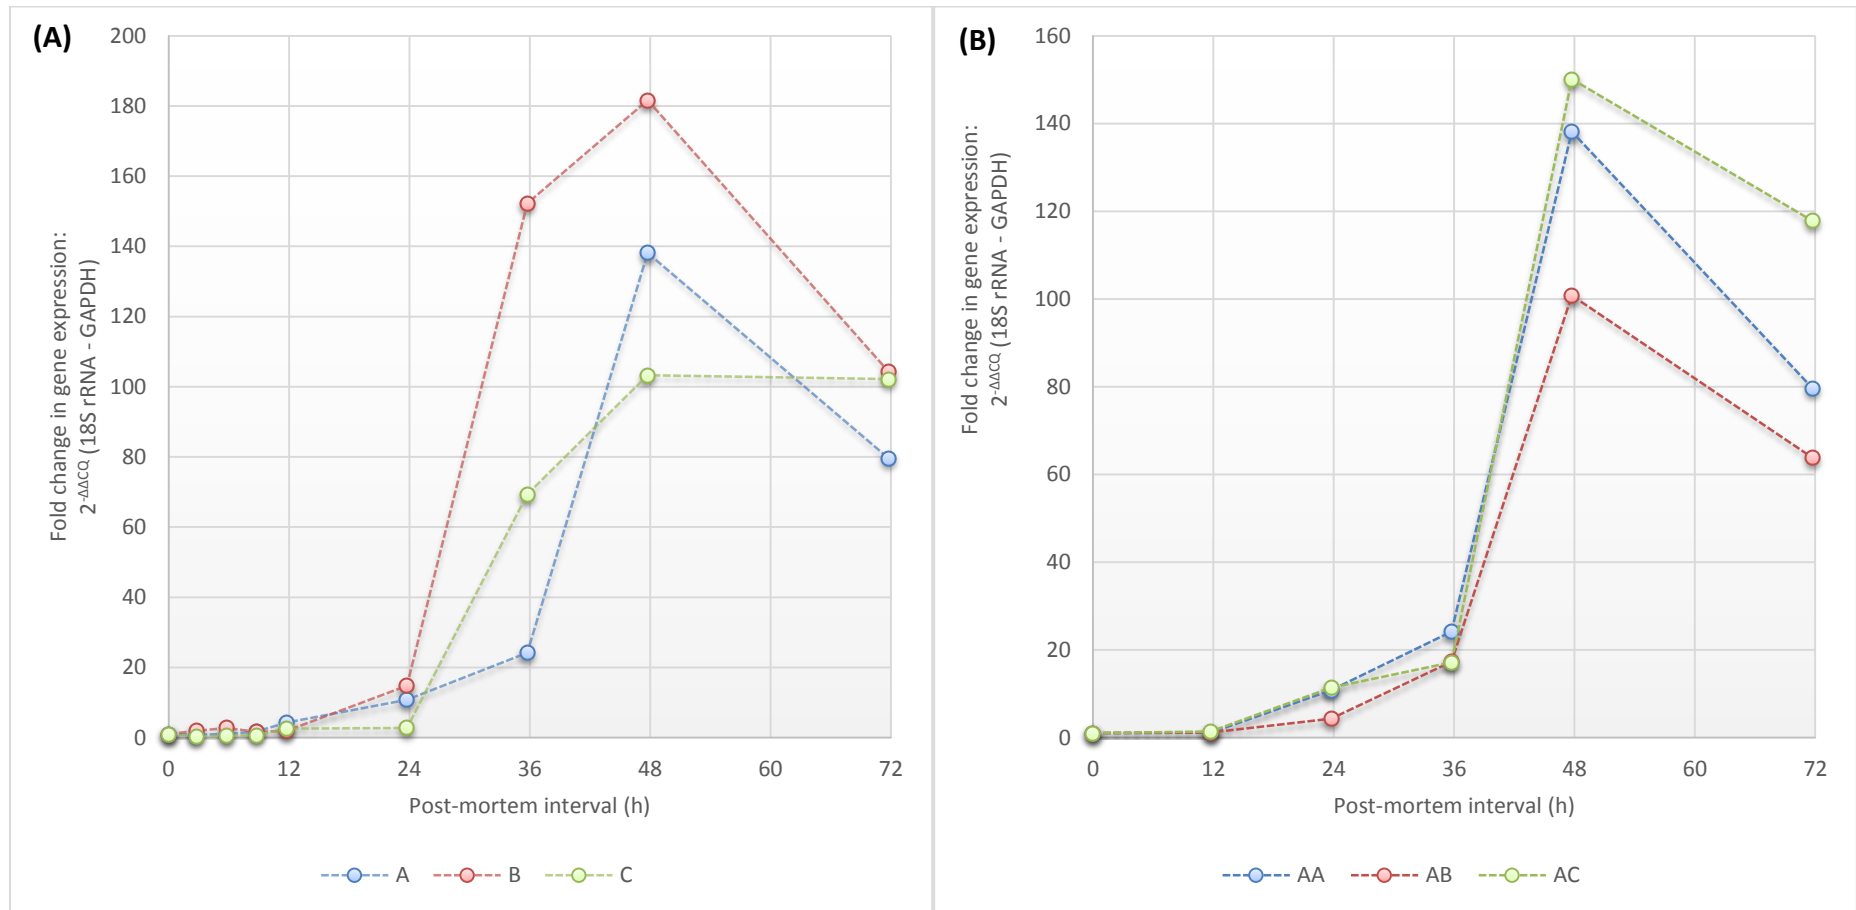 (A)
Fold change in gene expression:
2-ΔΔCQ (18S rRNA - GAPDH)
200
180
160
140
120
100
80
60
40
20
0
0 12 24 36 48 60 72
Post-mortem interval (h)
A B C
(B)
Fold change in gene expression:
2-ΔΔCQ (18S rRNA - GAPDH)
160
140
120
100
80
60
40
20
0
0 12 24 36 48 60 72
Post-mortem interval (h)
AA AB AC